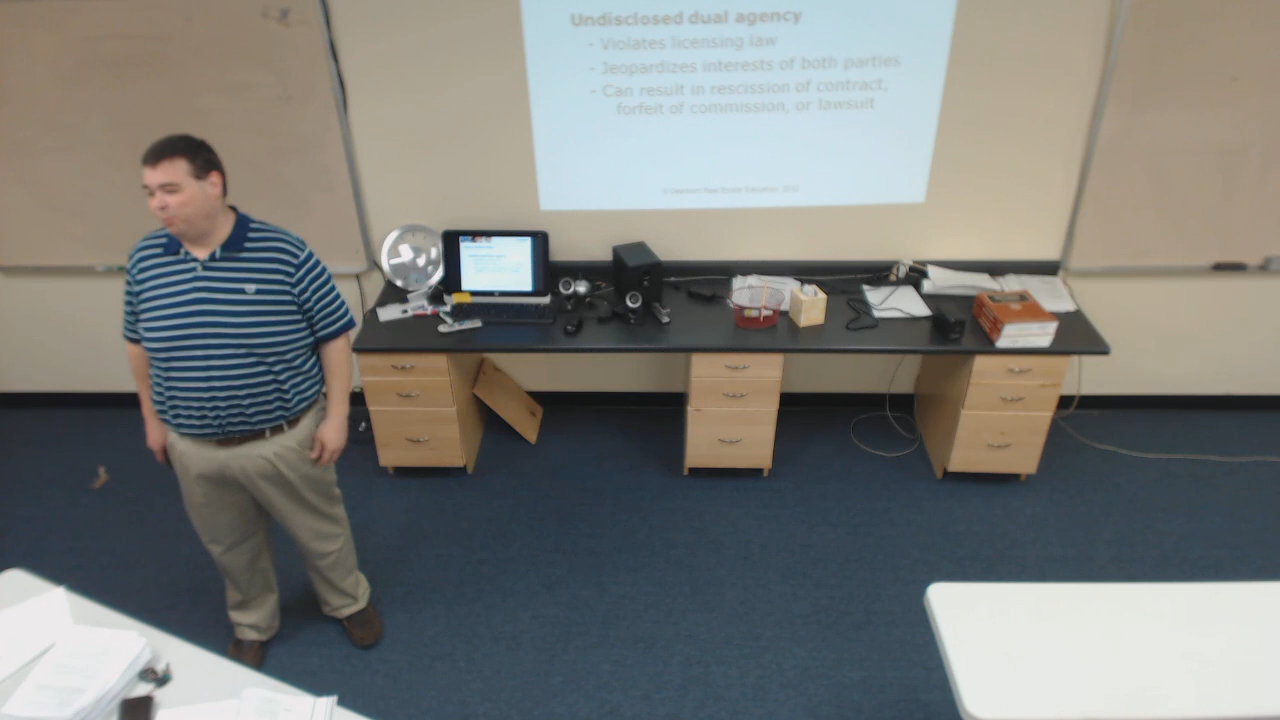 Undisclosed dual agency
- Violates licensing law
- Jeopardizes interests of both parties
- Can result in rescission of contract,
forfeit of commission, or lawsuit